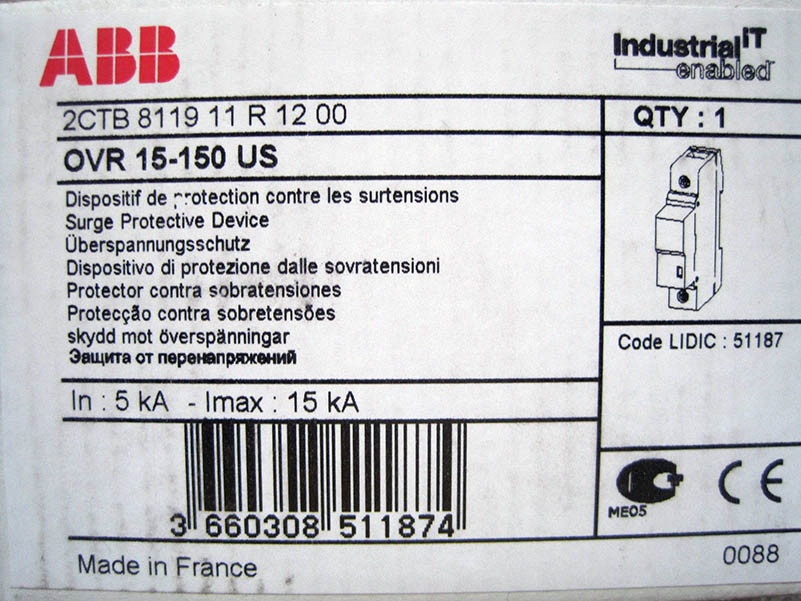 ABB
Industrial IT
enabled
2CTB 8119 11 R 12 00
QTY : 1
OVR 15-150 US
Dispositif de protection contre les surtensions
Surge Protective Device
Überspannungsschutz
Dispositivo di protezione dalle sovratensioni
Protector contra sobratensiones
Protecção contra sobretensões
skydd mot överspänningar
Защита от перенапряжений
Code LIDIC : 51187
In : 5 kA - Imax : 15 kA
3 660308 511874
ME05
CE
Made in France
0088